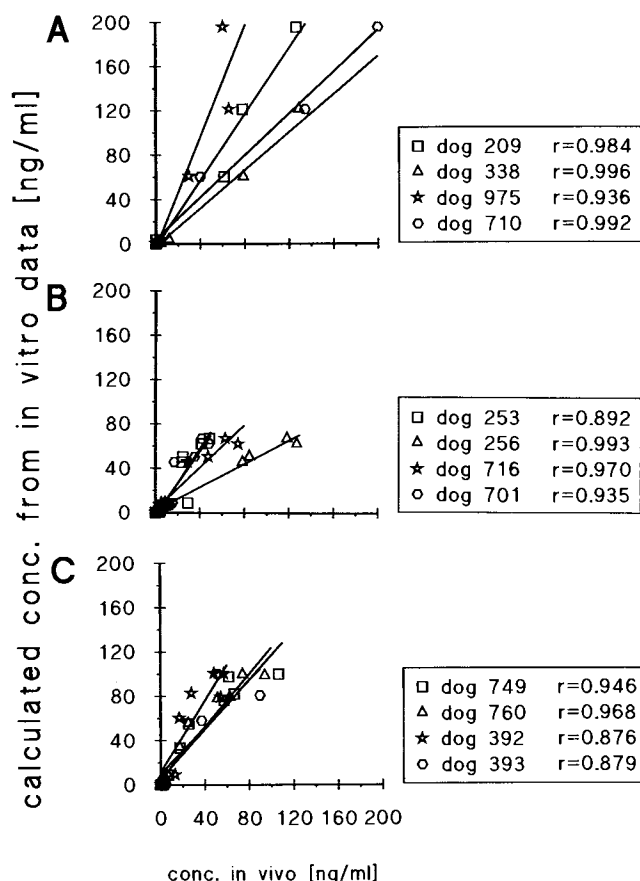 A
200
160
120
80
40
0
□ dog 209 r=0.984
△ dog 338 r=0.996
☆ dog 975 r=0.936
○ dog 710 r=0.992
B
200
160
120
80
40
0
□ dog 253 r=0.892
△ dog 256 r=0.993
☆ dog 716 r=0.970
○ dog 701 r=0.935
C
200
160
120
80
40
0
□ dog 749 r=0.946
△ dog 760 r=0.968
☆ dog 392 r=0.876
○ dog 393 r=0.879
0 40 80 120 160 200
conc. in vivo [ng/ml]
calculated conc. from in vitro data [ng/ml]